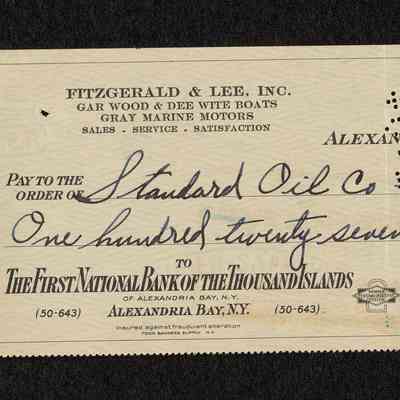 FITZGERALD & LEE, INC.
GAR WOOD & DEE WITE BOATS
GRAY MARINE MOTORS
SALES - SERVICE - SATISFACTION
ALEXANDRIA
PAY TO THE
ORDER OF Standard Oil Co
One hundred twenty-seven
TO
THE FIRST NATIONAL BANK OF THE THOUSAND ISLANDS
OF ALEXANDRIA BAY, N.Y.
(50-643) ALEXANDRIA BAY, N.Y. (50-643)
insured against fraudulent alteration